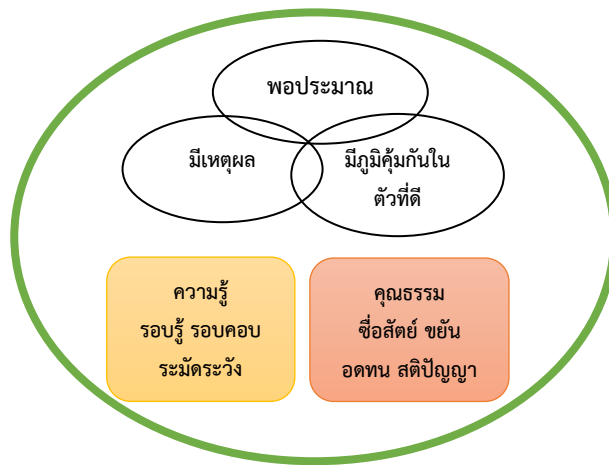 พอประมาณ
มีเหตุผล
มีภูมิคุ้มกันใน
ตัวที่ดี
ความรู้
รอบรู้ รอบคอบ
ระมัดระวัง
คุณธรรม
ซื่อสัตย์ ขยัน
อดทน สติปัญญา